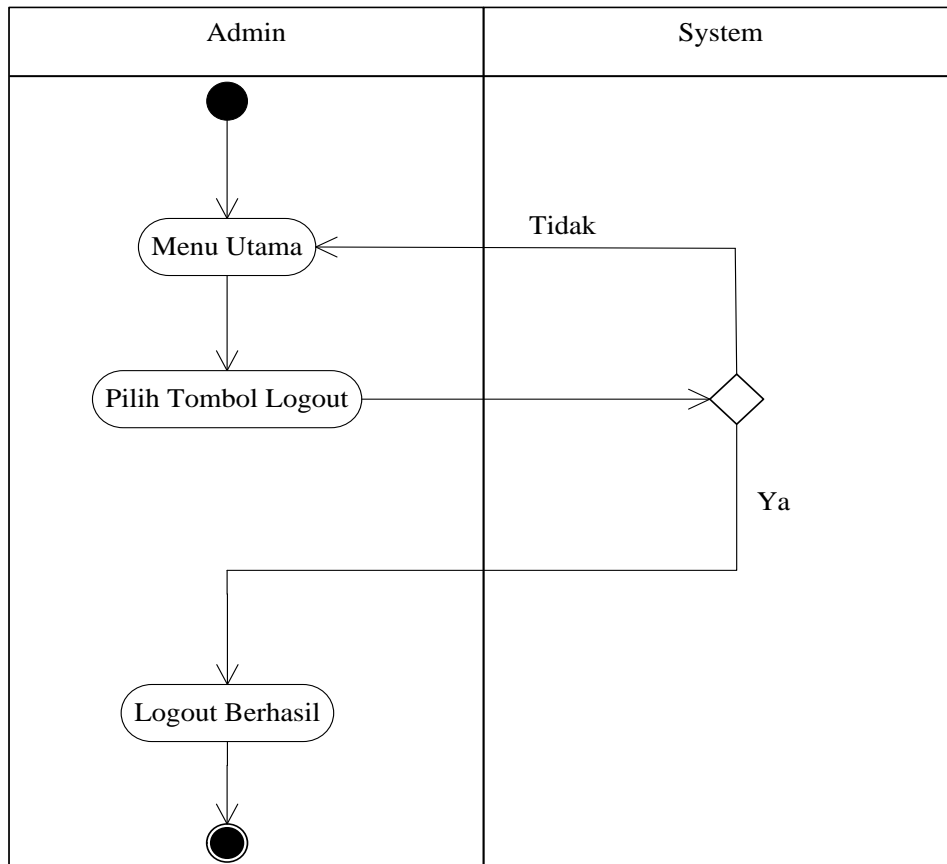 Admin
System
Tidak
Menu Utama
Pilih Tombol Logout
Ya
Logout Berhasil